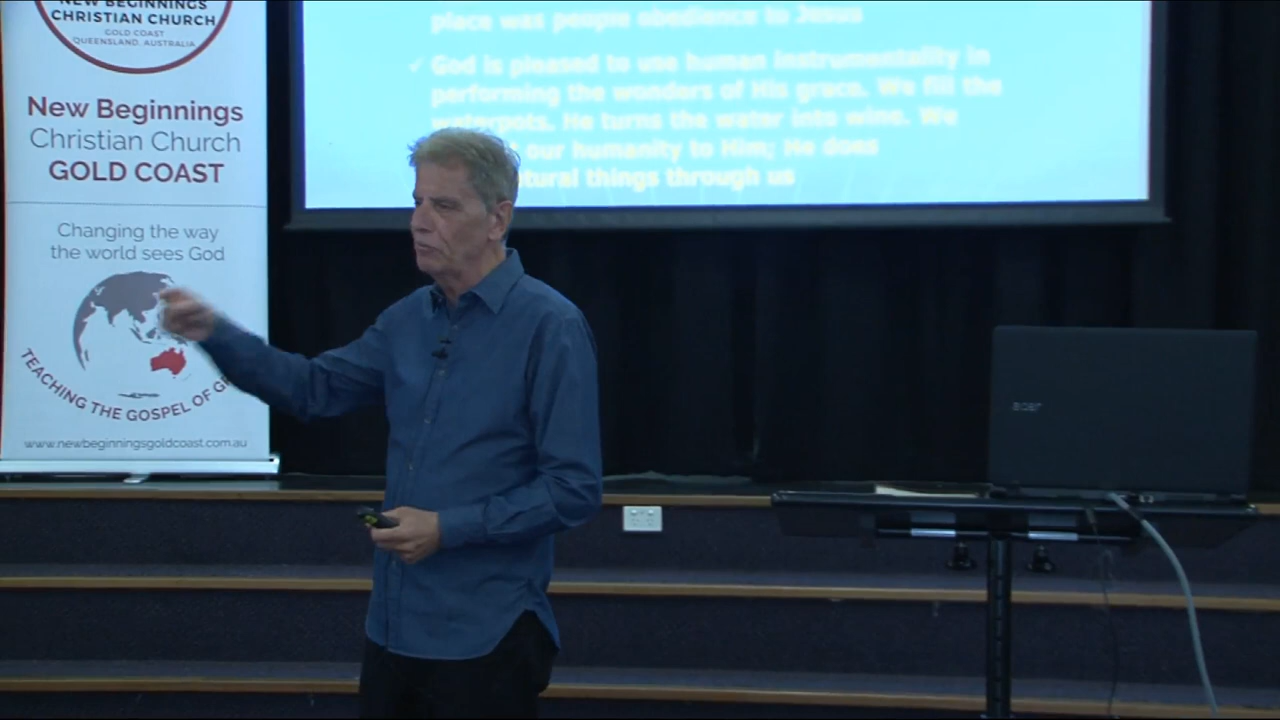 NEW BEGINNINGS
CHRISTIAN CHURCH
GOLD COAST
QUEENSLAND, AUSTRALIA
New Beginnings
Christian Church
GOLD COAST
Changing the way
the world sees God
TEACHING THE GOSPEL OF
www.newbeginningsgoldcoast.com.au
place was people obedience to Jesus
✓ God is pleased to use human instrumentality in
performing the wonders of His grace. We fill the
waterpots. He turns the water into wine. We
our humanity to Him; He does
things through us
acer